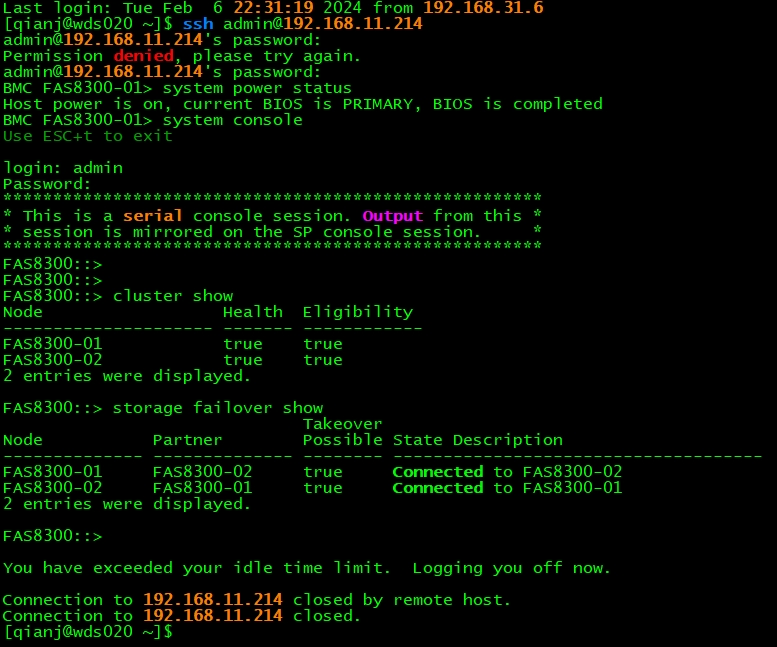 Last login: Tue Feb  6 22:31:19 2024 from 192.168.31.6
[qianj@wds020 ~]$ ssh admin@192.168.11.214
admin@192.168.11.214's password:
Permission denied, please try again.
admin@192.168.11.214's password:
BMC FAS8300-01> system power status
Host power is on, current BIOS is PRIMARY, BIOS is completed
BMC FAS8300-01> system console
Use ESC+t to exit

login: admin
Password:
******************************************************
* This is a serial console session. Output from this *
* session is mirrored on the SP console session.     *
******************************************************
FAS8300::>
FAS8300::>
FAS8300::> cluster show
Node                  Health  Eligibility
--------------------- ------- ------------
FAS8300-01            true    true
FAS8300-02            true    true
2 entries were displayed.

FAS8300::> storage failover show
                              Takeover
Node           Partner        Possible State Description
-------------- -------------- -------- -------------------------------------
FAS8300-01     FAS8300-02     true     Connected to FAS8300-02
FAS8300-02     FAS8300-01     true     Connected to FAS8300-01
2 entries were displayed.

FAS8300::>

You have exceeded your idle time limit.  Logging you off now.

Connection to 192.168.11.214 closed by remote host.
Connection to 192.168.11.214 closed.
[qianj@wds020 ~]$